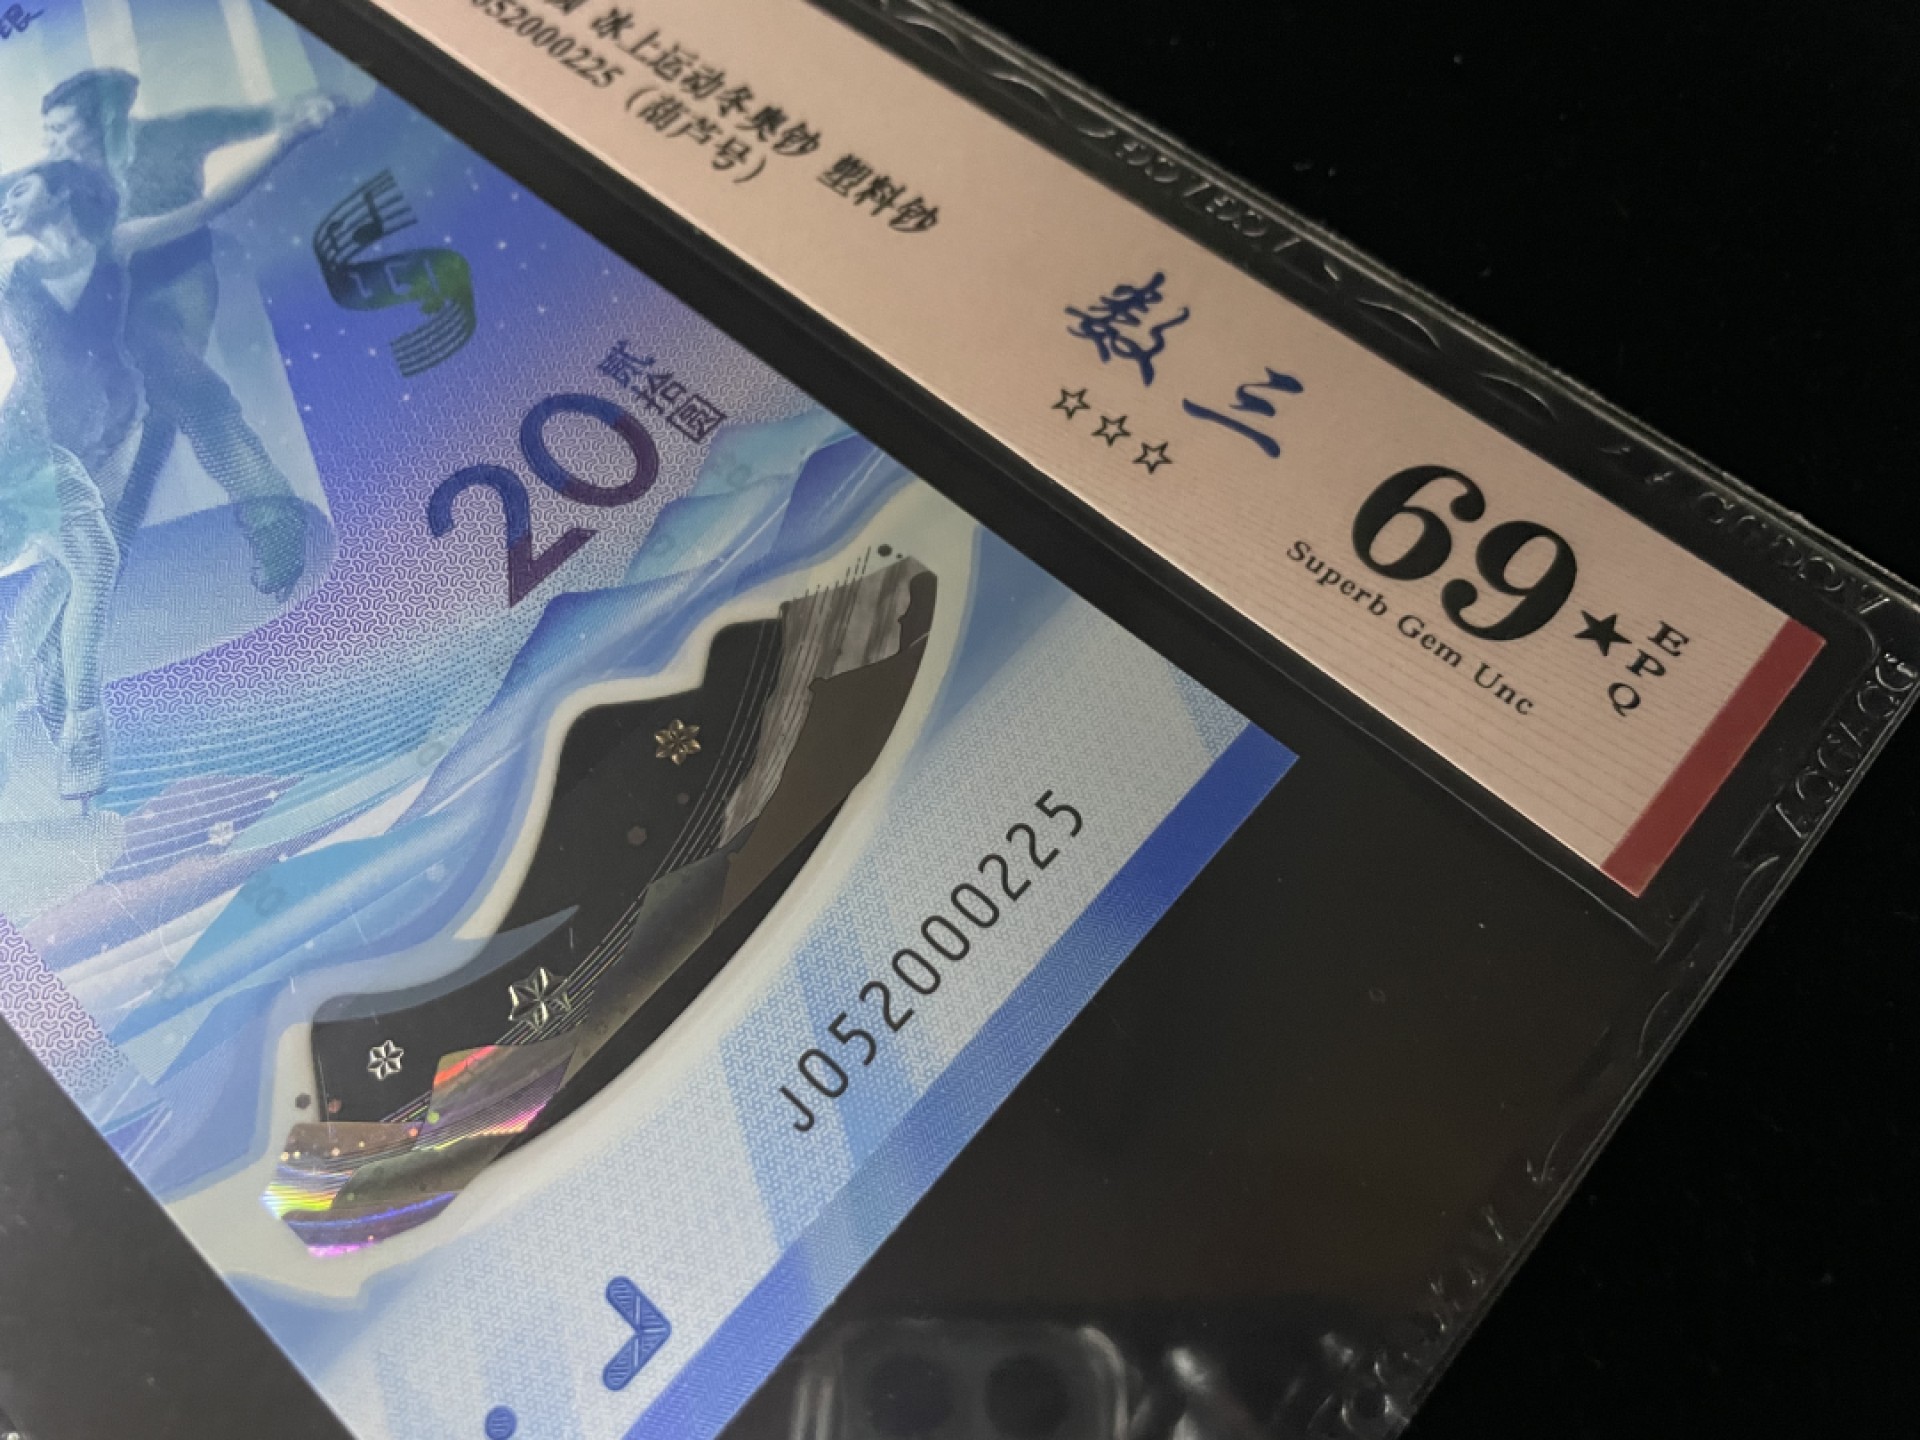 冰上运动冬奥钞 塑料钞
052000225（葫芦号）
数三
☆☆☆
69★
EPQ
Superb Gem Unc
贰拾圆
20
J052000225